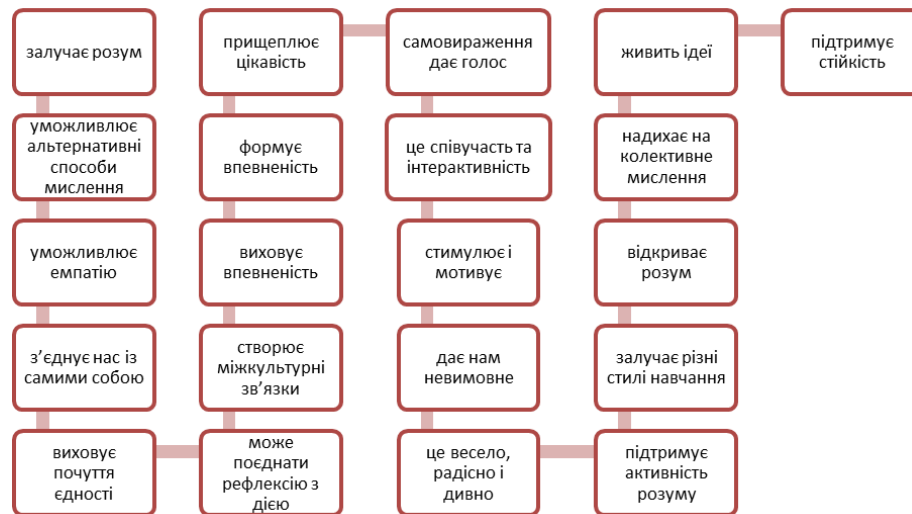 залучає розум
уможливлює
альтернативні
способи
мислення
уможливлює
емпатію
з’єднує нас із
самими собою
виховує
почуття
єдності
може
поєднати
рефлексію з
дією
створює
міжкультурні
зв’язки
виховує
впевненість
формує
впевненість
прищеплює
цікавість
самовираження
дає голос
це співучасть та
інтерактивність
стимулює і
мотивує
дає нам
невимовне
це весело,
радісно і
дивно
підтримує
активність
розуму
залучає різні
стилі навчання
відкриває
розум
надихає на
колективне
мислення
живить ідеї
підтримує
стійкість